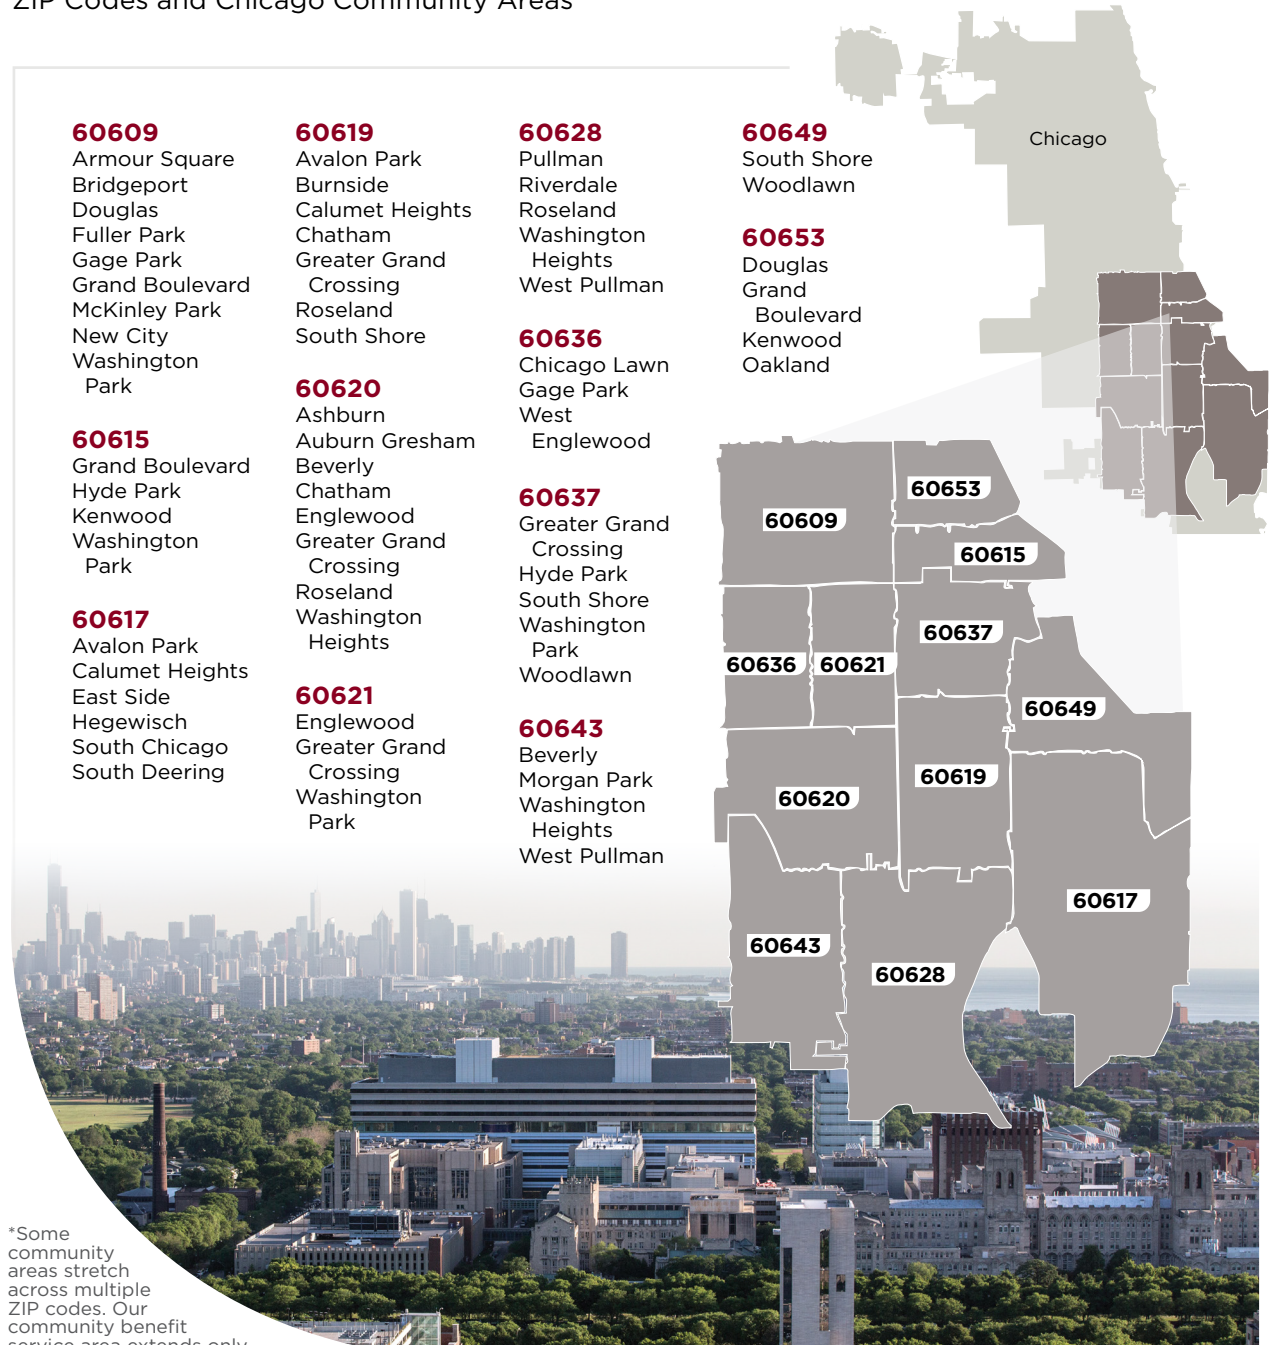 ZIP Codes and Chicago Community Areas
60609
Armour Square
Bridgeport
Douglas
Fuller Park
Gage Park
Grand Boulevard
McKinley Park
New City
Washington
Park
60615
Grand Boulevard
Hyde Park
Kenwood
Washington
Park
60617
Avalon Park
Calumet Heights
East Side
Hegewisch
South Chicago
South Deering
60619
Avalon Park
Burnside
Calumet Heights
Chatham
Greater Grand
Crossing
Roseland
South Shore
60620
Ashburn
Auburn Gresham
Beverly
Chatham
Englewood
Greater Grand
Crossing
Roseland
Washington
Heights
60621
Englewood
Greater Grand
Crossing
Washington
Park
60628
Pullman
Riverdale
Roseland
Washington
Heights
West Pullman
60636
Chicago Lawn
Gage Park
West
Englewood
60637
Greater Grand
Crossing
Hyde Park
South Shore
Washington
Park
Woodlawn
60643
Beverly
Morgan Park
Washington
Heights
West Pullman
60649
South Shore
Woodlawn
60653
Douglas
Grand
Boulevard
Kenwood
Oakland
Chicago
60653
60609
60615
60637
60636
60621
60649
60619
60620
60617
60643
60628
*Some
community
areas stretch
across multiple
ZIP codes. Our
community benefit
service area extends only